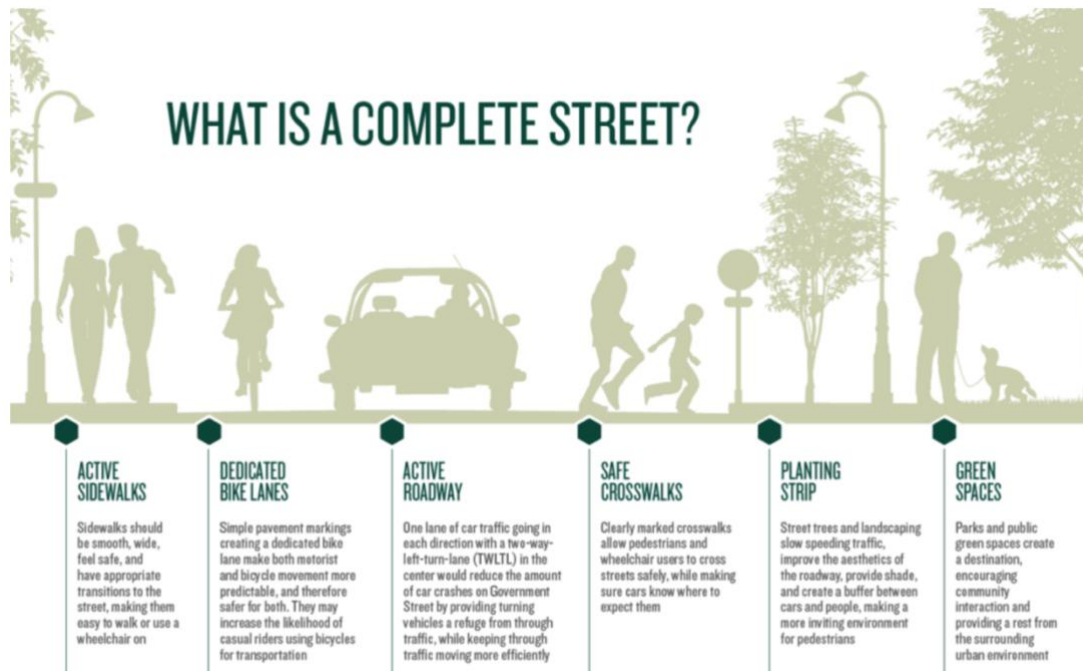 WHAT IS A COMPLETE STREET?
ACTIVE
SIDEWALKS
Sidewalks should
be smooth, wide,
feel safe, and
have appropriate
transitions to the
street, making them
easy to walk or use a
wheelchair on
DEDICATED
BIKE LANES
Simple pavement markings
creating a dedicated bike
lane make both motorist
and bicycle movement more
predictable, and therefore
safer for both. They may
increase the likelihood of
casual riders using bicycles
for transportation
ACTIVE
ROADWAY
One lane of car traffic going in
each direction with a two-way-
left-turn-lane (TWLTL) in the
center would reduce the amount
of car crashes on Government
Street by providing turning
vehicles a refuge from through
traffic, while keeping through
traffic moving more efficiently
SAFE
CROSSWALKS
Clearly marked crosswalks
allow pedestrians and
wheelchair users to cross
streets safely, while making
sure cars know where to
expect them
PLANTING
STRIP
Street trees and landscaping
slow speeding traffic,
improve the aesthetics of
the roadway, provide shade,
and create a buffer between
cars and people, making a
more inviting environment
for pedestrians
GREEN
SPACES
Parks and public
green spaces create
a destination,
encouraging
community
interaction and
providing a rest from
the surrounding
urban environment